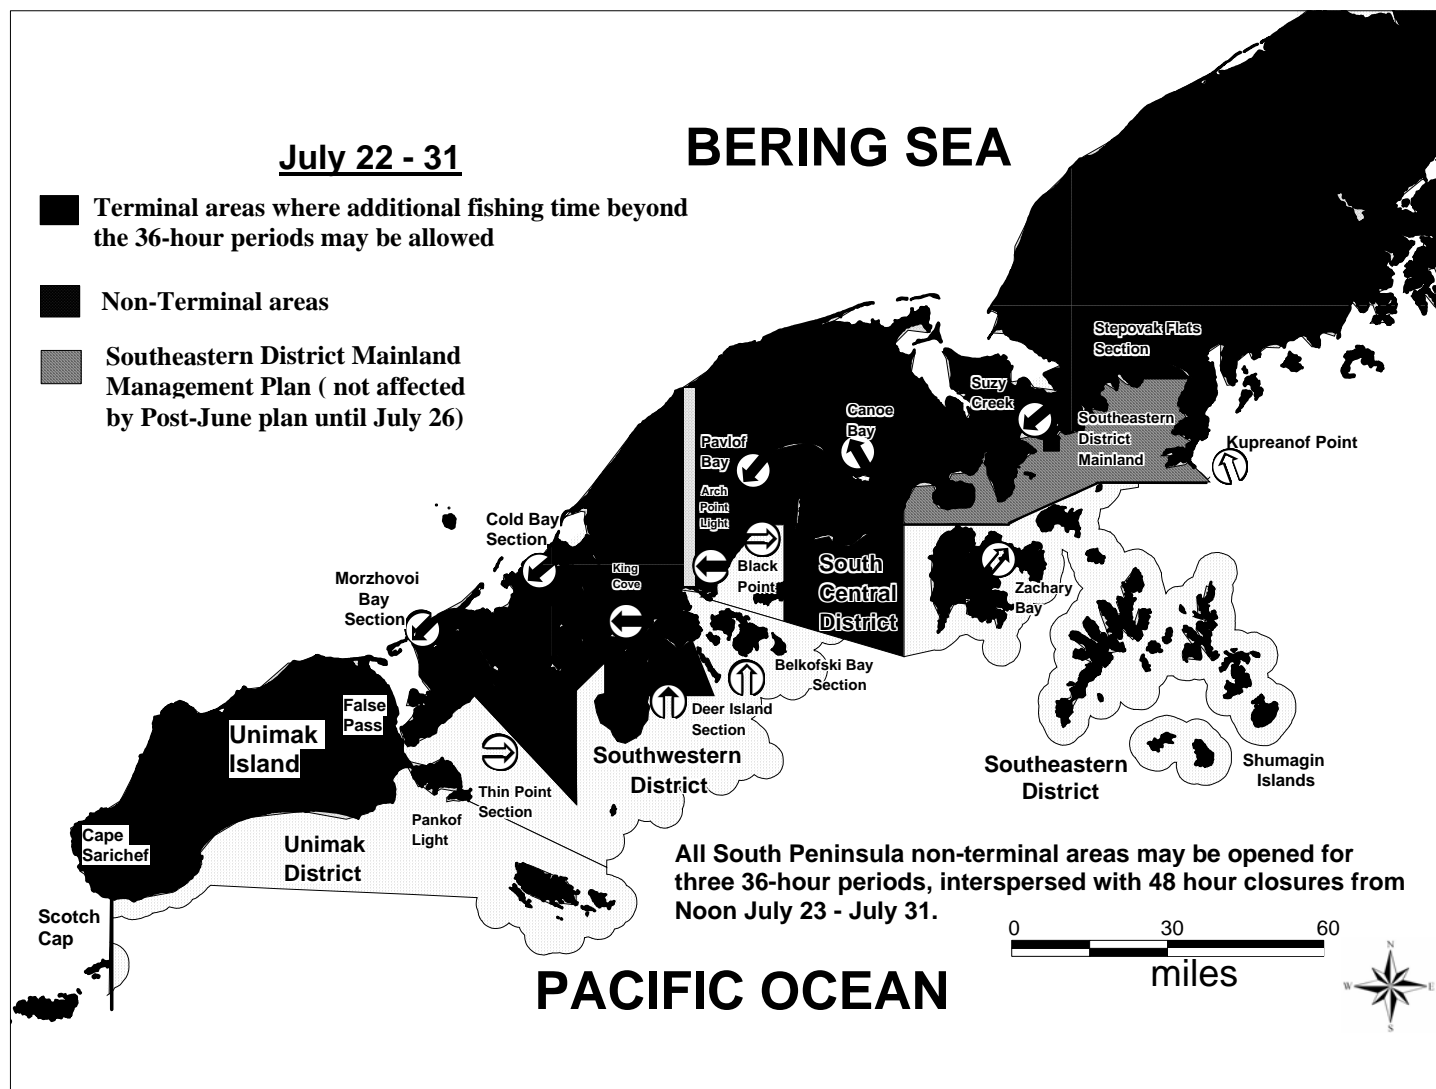 BERING SEA
July 22 - 31
Terminal areas where additional fishing time beyond
the 36-hour periods may be allowed
Non-Terminal areas
Southeastern District Mainland
Management Plan ( not affected
by Post-June plan until July 26)
Stepovak Flats
Section
Suzy
Creek
Canoe
Bay
Southeastern
District
Mainland
Kupreanof Point
Pavlof
Bay
Arch
Point
Light
Cold Bay
Section
Black
Point
King
Cove
South
Central
District
Morzhovoi
Bay
Section
Zachary
Bay
Belkofski Bay
Section
False
Pass
Deer Island
Section
Unimak
Island
Southwestern
District
Southeastern
District
Shumagin
Islands
Thin Point
Section
Pankof
Light
Cape
Sarichef
Unimak
District
All South Peninsula non-terminal areas may be opened for
three 36-hour periods, interspersed with 48 hour closures from
Noon July 23 - July 31.
Scotch
Cap
0 30 60
miles
PACIFIC OCEAN
N
W E
S